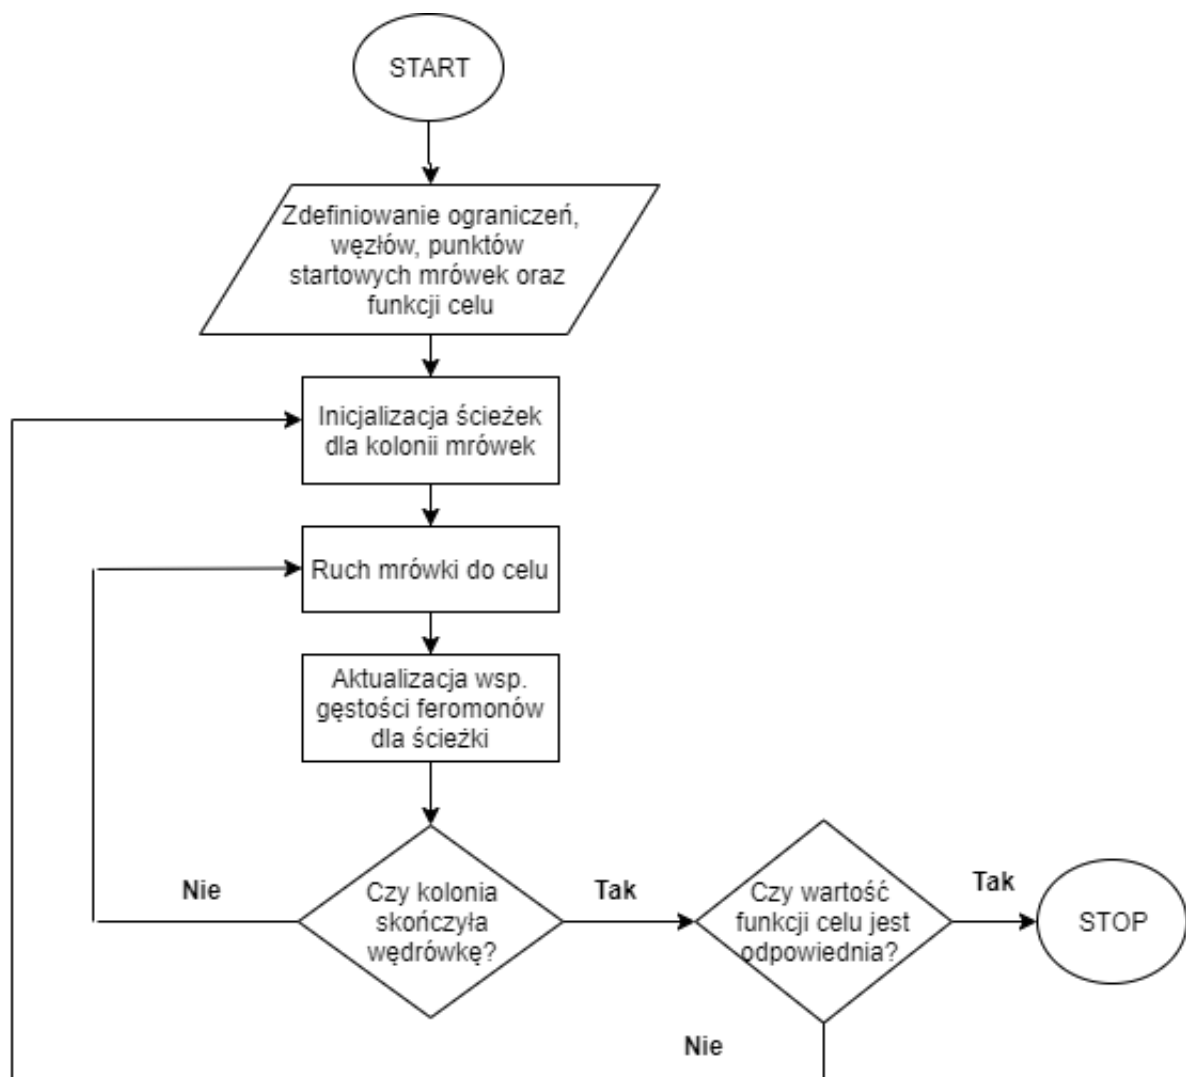 START
Zdefiniowanie ograniczeń,
węzłów, punktów
startowych mrówek oraz
funkcji celu
Inicjalizacja ścieżek
dla kolonii mrówek
Ruch mrówki do celu
Aktualizacja wsp.
gęstości feromonów
dla ścieżki
Czy kolonia
skończyła
wędrówkę?
Nie
Tak
Czy wartość
funkcji celu jest
odpowiednia?
Tak
STOP
Nie